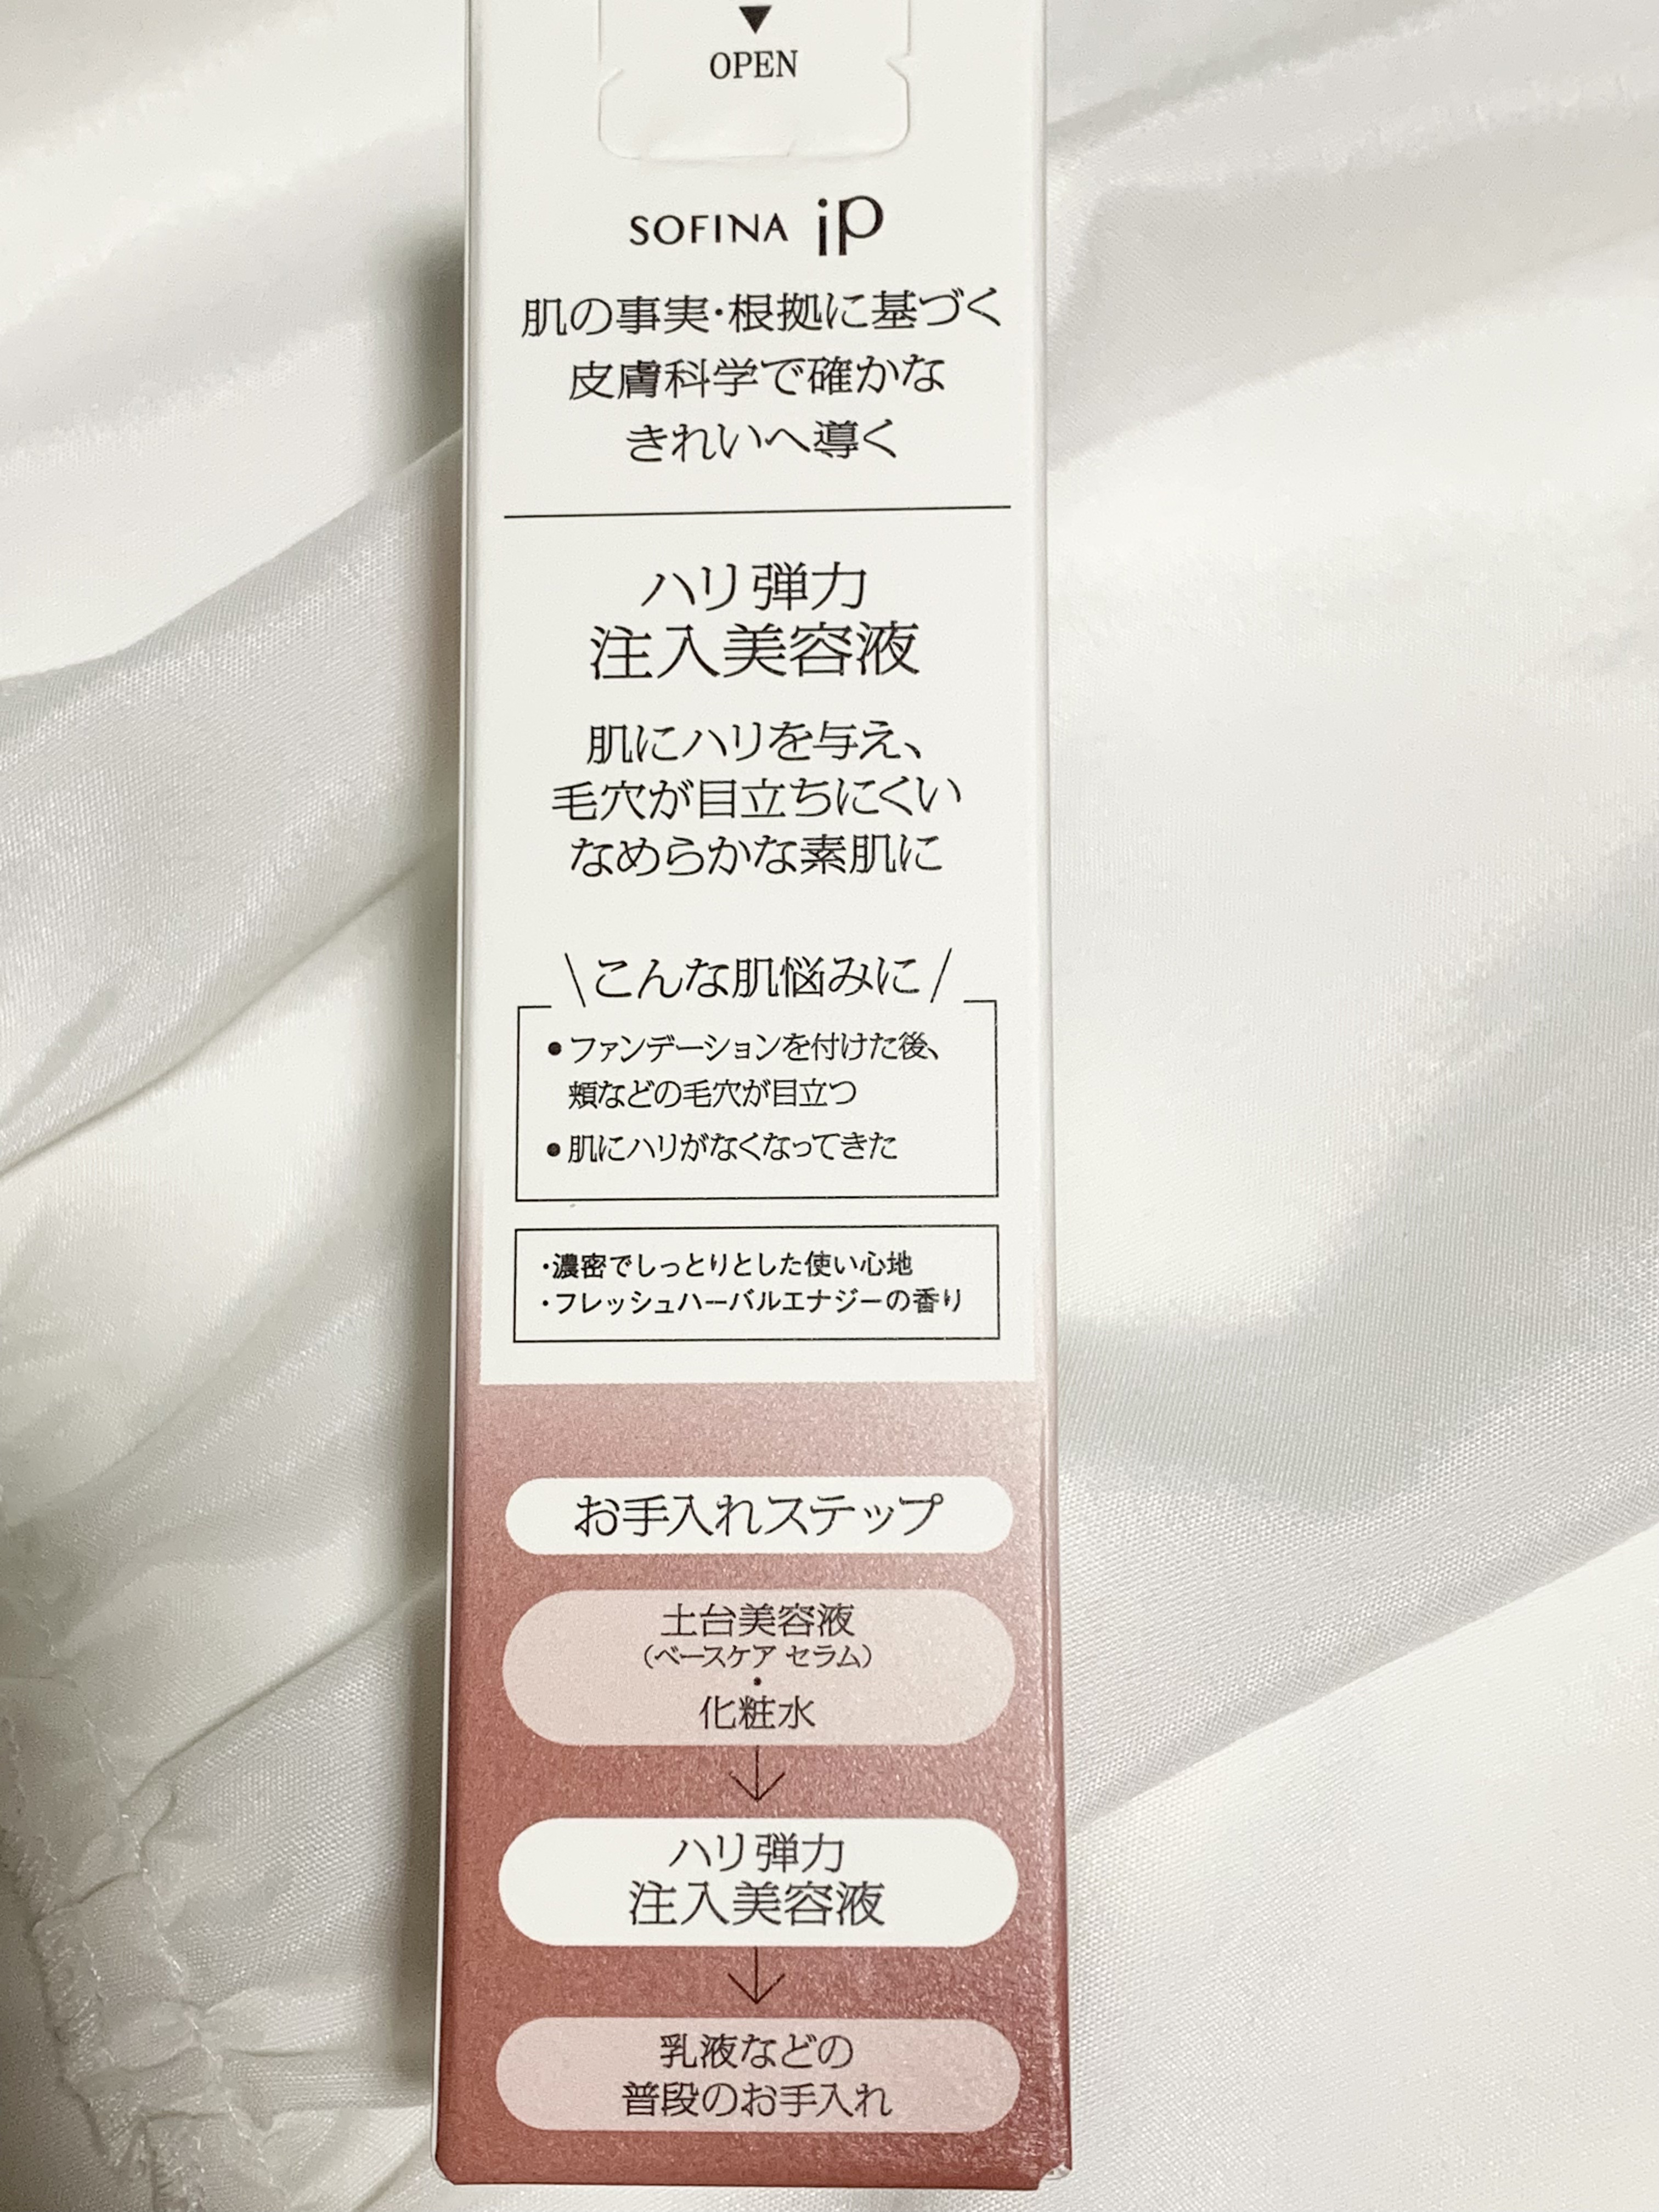 ▼
OPEN
SOFINA iP
肌の事実・根拠に基づく
皮膚科学で確かな
きれいへ導く
ハリ弾力
注入美容液
肌にハリを与え、
毛穴が目立ちにくい
なめらかな素肌に
\こんな肌悩みに/
●ファンデーションを付けた後、
頬などの毛穴が目立つ
●肌にハリがなくなってきた
・濃密でしっとりとした使い心地
・フレッシュハーバルエナジーの香り
お手入れステップ
土台美容液
（ベースケア セラム）
・
化粧水
↓
ハリ弾力
注入美容液
↓
乳液などの
普段のお手入れ